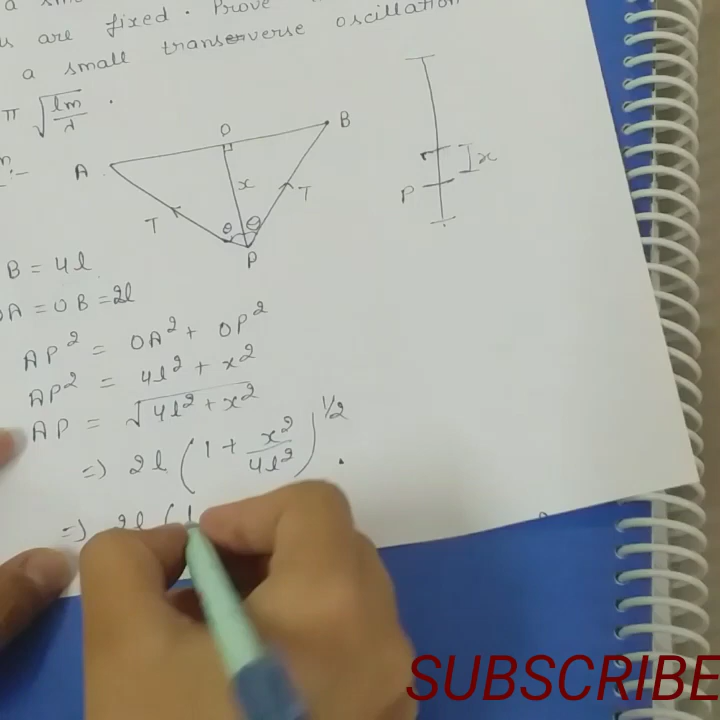 a
are fixed. Prove
a small transverse oscillation
π √(lm/λ) .
A
O
B
x
T
T
θ θ
P
x
P
B = 4l
OA = OB = 2l
AP² = OA² + OP²
AP² = 4l² + x²
AP = √(4l² + x²)
=> 2l (1 + x²/4l²)^1/2 .
=> 2l (1
SUBSCRIBE